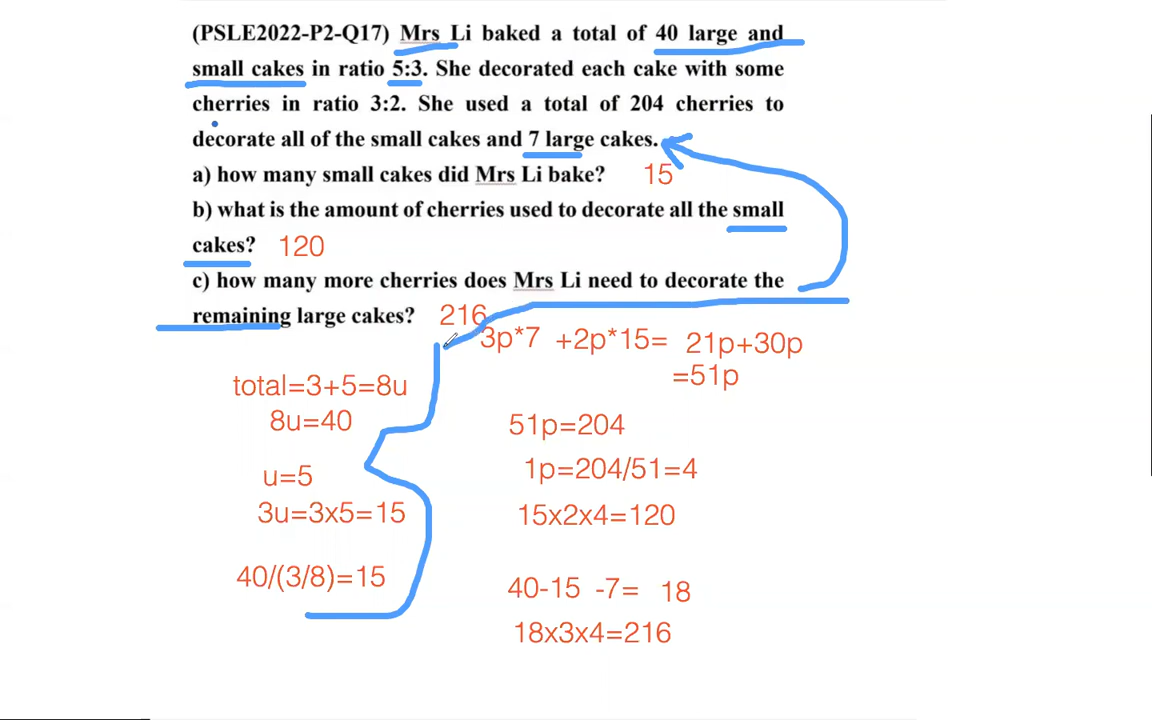 (PSLE2022-P2-Q17) Mrs Li baked a total of 40 large and
small cakes in ratio 5:3. She decorated each cake with some
cherries in ratio 3:2. She used a total of 204 cherries to
decorate all of the small cakes and 7 large cakes.
a) how many small cakes did Mrs Li bake? 15
b) what is the amount of cherries used to decorate all the small
cakes? 120
c) how many more cherries does Mrs Li need to decorate the
remaining large cakes? 216
3p*7 +2p*15= 21p+30p
=51p
total=3+5=8u
8u=40
u=5
3u=3x5=15
40/(3/8)=15
51p=204
1p=204/51=4
15x2x4=120
40-15 -7= 18
18x3x4=216